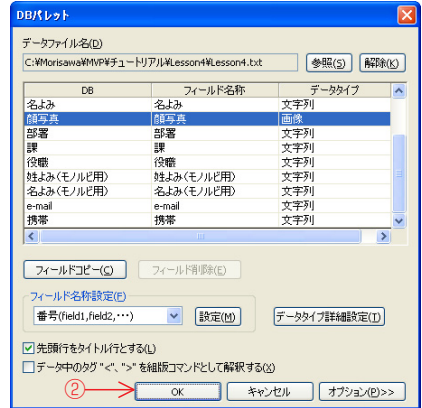 DBパレット
データファイル名(D)
C:¥Morisawa¥MVP¥チュートリアル¥Lesson4¥Lesson4.txt 参照(S) 解除(K)
DB フィールド名称 データタイプ
名よみ 名よみ 文字列
顔写真 顔写真 画像
部署 部署 文字列
課 課 文字列
役職 役職 文字列
姓よみ(モノルビ用) 姓よみ(モノルビ用) 文字列
名よみ(モノルビ用) 名よみ(モノルビ用) 文字列
e-mail e-mail 文字列
携帯 携帯 文字列
フィールドコピー(C) フィールド削除(E)
フィールド名称設定(F)
番号(field1,field2,･･･) 設定(M) データタイプ詳細設定(T)
先頭行をタイトル行とする(L)
データ中のタグ "<"、">" を組版コマンドとして解釈する(X)
② OK キャンセル オプション(P)>>